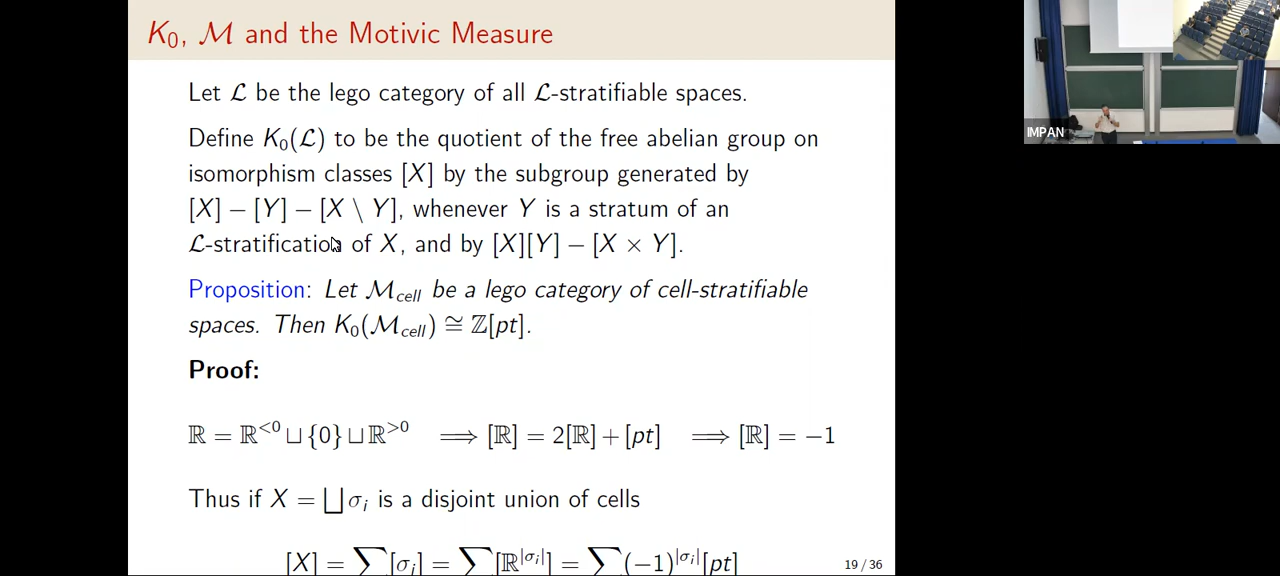 K₀, ℳ and the Motivic Measure
Let ℒ be the lego category of all ℒ-stratifiable spaces.
Define K₀(ℒ) to be the quotient of the free abelian group on
isomorphism classes [X] by the subgroup generated by
[X] − [Y] − [X \ Y], whenever Y is a stratum of an
ℒ-stratification of X, and by [X][Y] − [X × Y].
Proposition: Let ℳ_cell be a lego category of cell-stratifiable
spaces. Then K₀(ℳ_cell) ≅ ℤ[pt].
Proof:
ℝ = ℝ^{<0} ⊔ {0} ⊔ ℝ^{>0} ⟹ [ℝ] = 2[ℝ] + [pt] ⟹ [ℝ] = −1
Thus if X = ⨆ σᵢ is a disjoint union of cells
[X] = ∑[σᵢ] = ∑[ℝ^{|σᵢ|}] = ∑(−1)^{|σᵢ|}[pt]
19 / 36
IMPAN